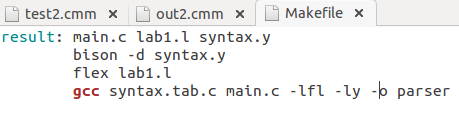 test2.cmm × out2.cmm × Makefile ×
result: main.c lab1.l syntax.y
bison -d syntax.y
flex lab1.l
gcc syntax.tab.c main.c -lfl -ly -o parser